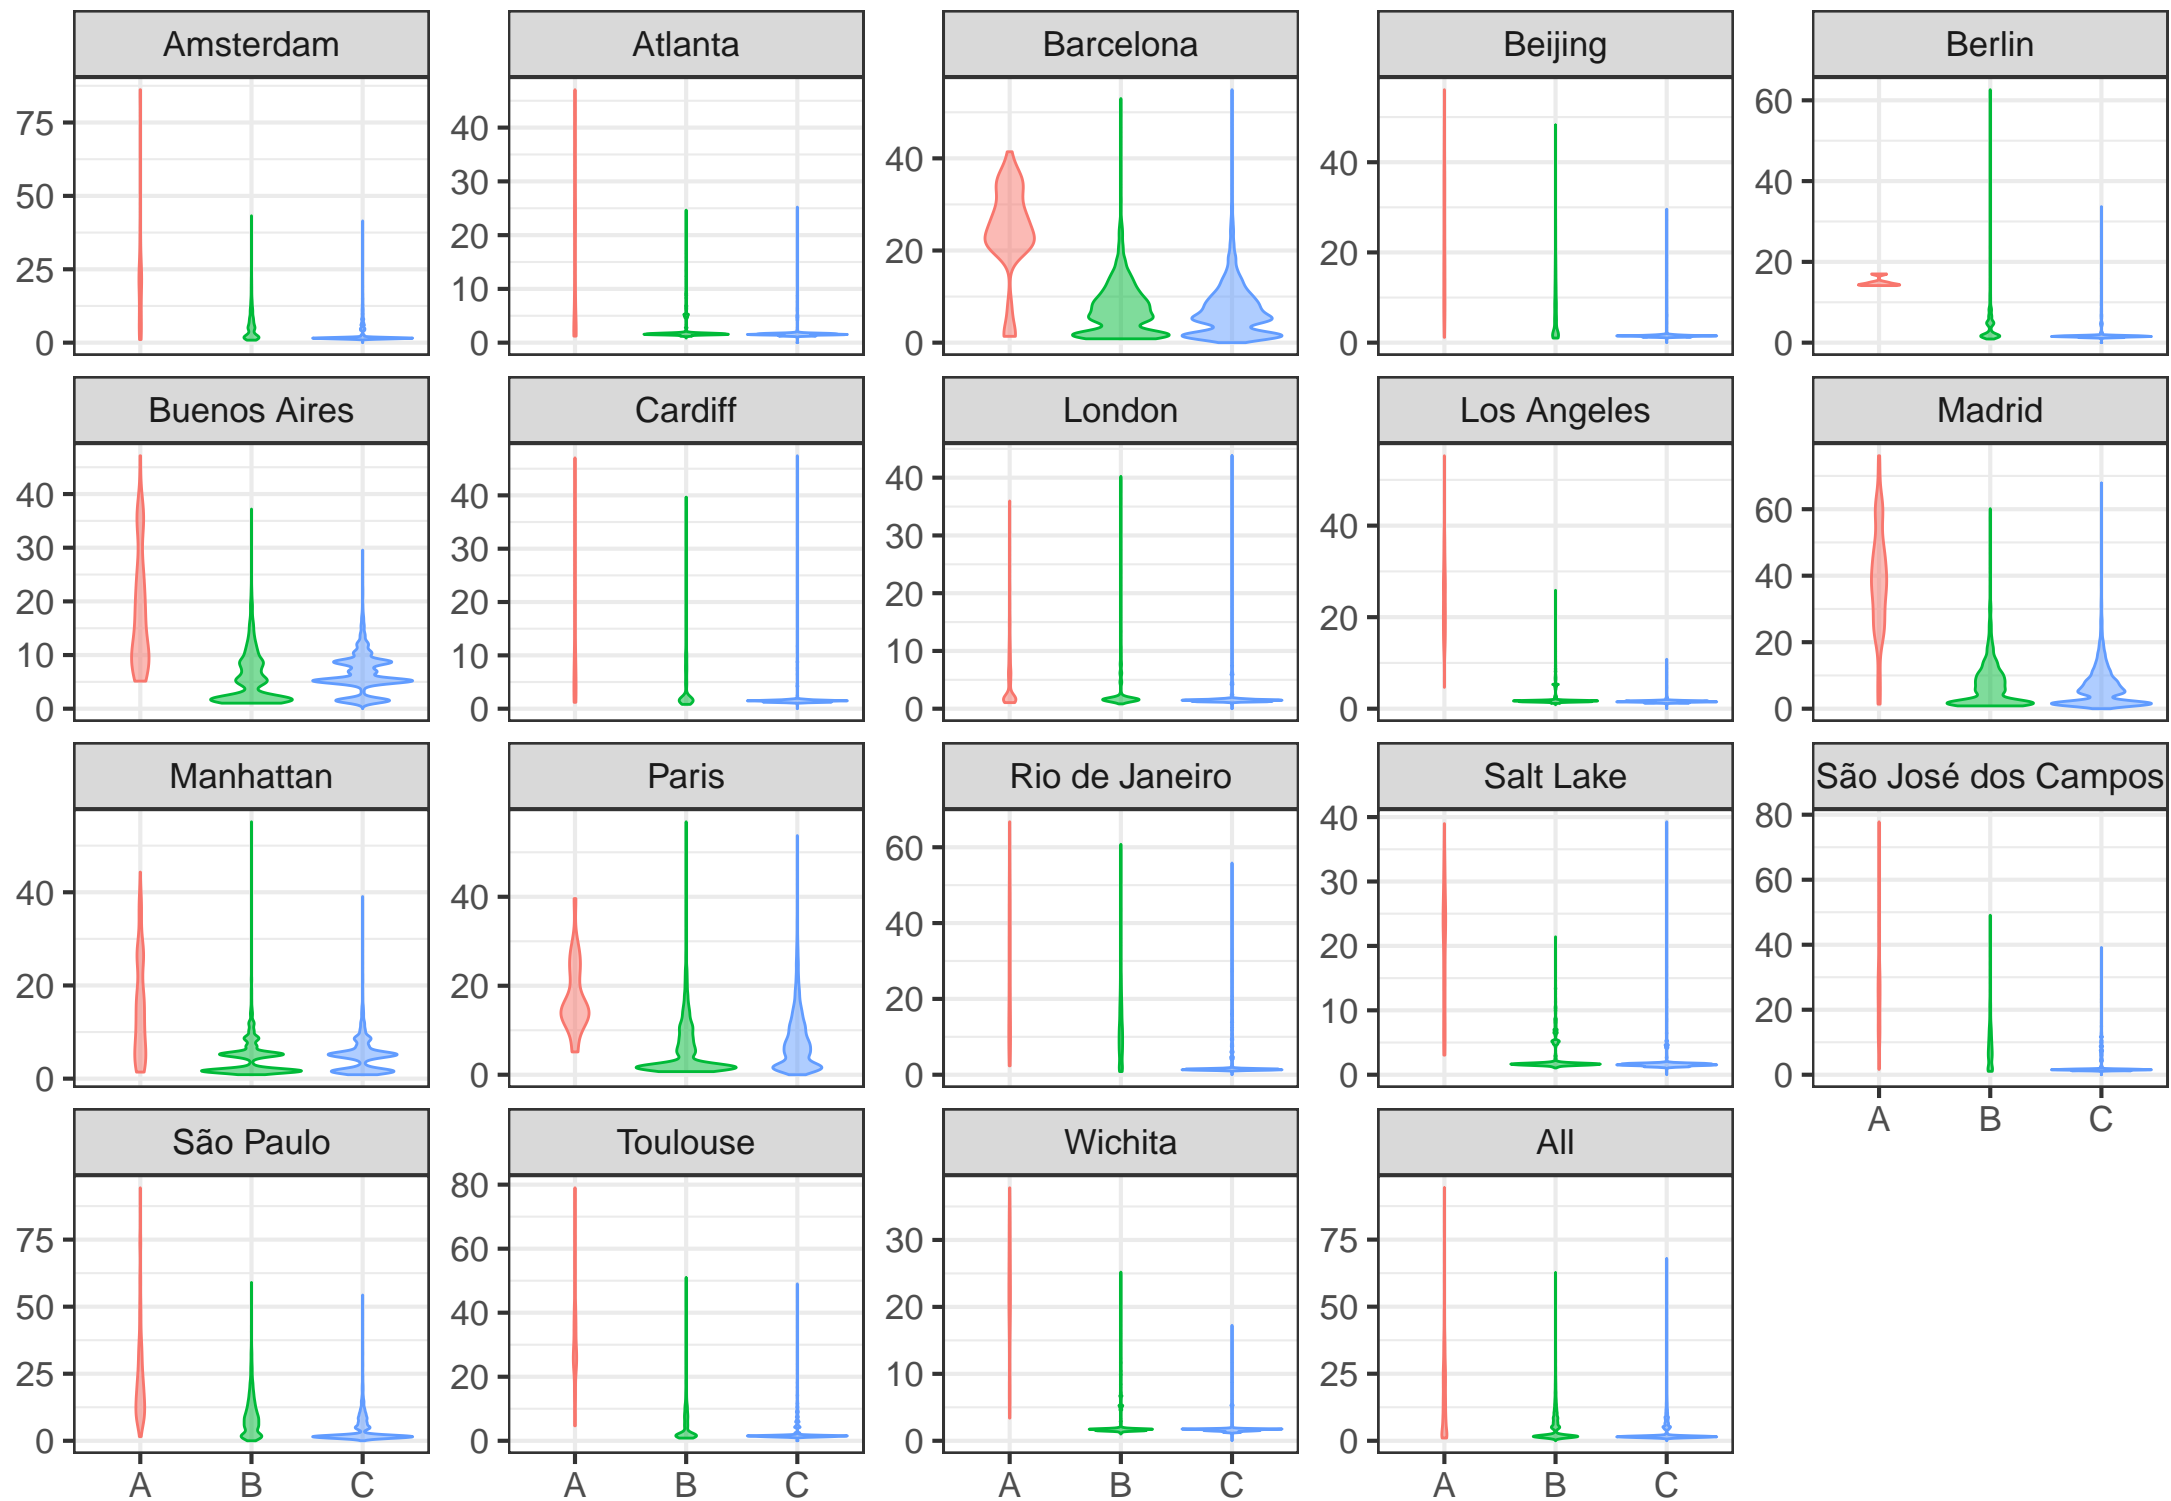 Amsterdam Atlanta Barcelona Beijing Berlin
75 50 25 0
40 30 20 10 0
40 20 0
40 20 0
60 40 20 0
Buenos Aires Cardiff London Los Angeles Madrid
40 30 20 10 0
40 30 20 10 0
40 30 20 10 0
40 20 0
60 40 20 0
Manhattan Paris Rio de Janeiro Salt Lake São José dos Campos
40 20 0
40 20 0
60 40 20 0
40 30 20 10 0
80 60 40 20 0
A B C
São Paulo Toulouse Wichita All
75 50 25 0
80 60 40 20 0
30 20 10 0
75 50 25 0
A B C A B C A B C A B C